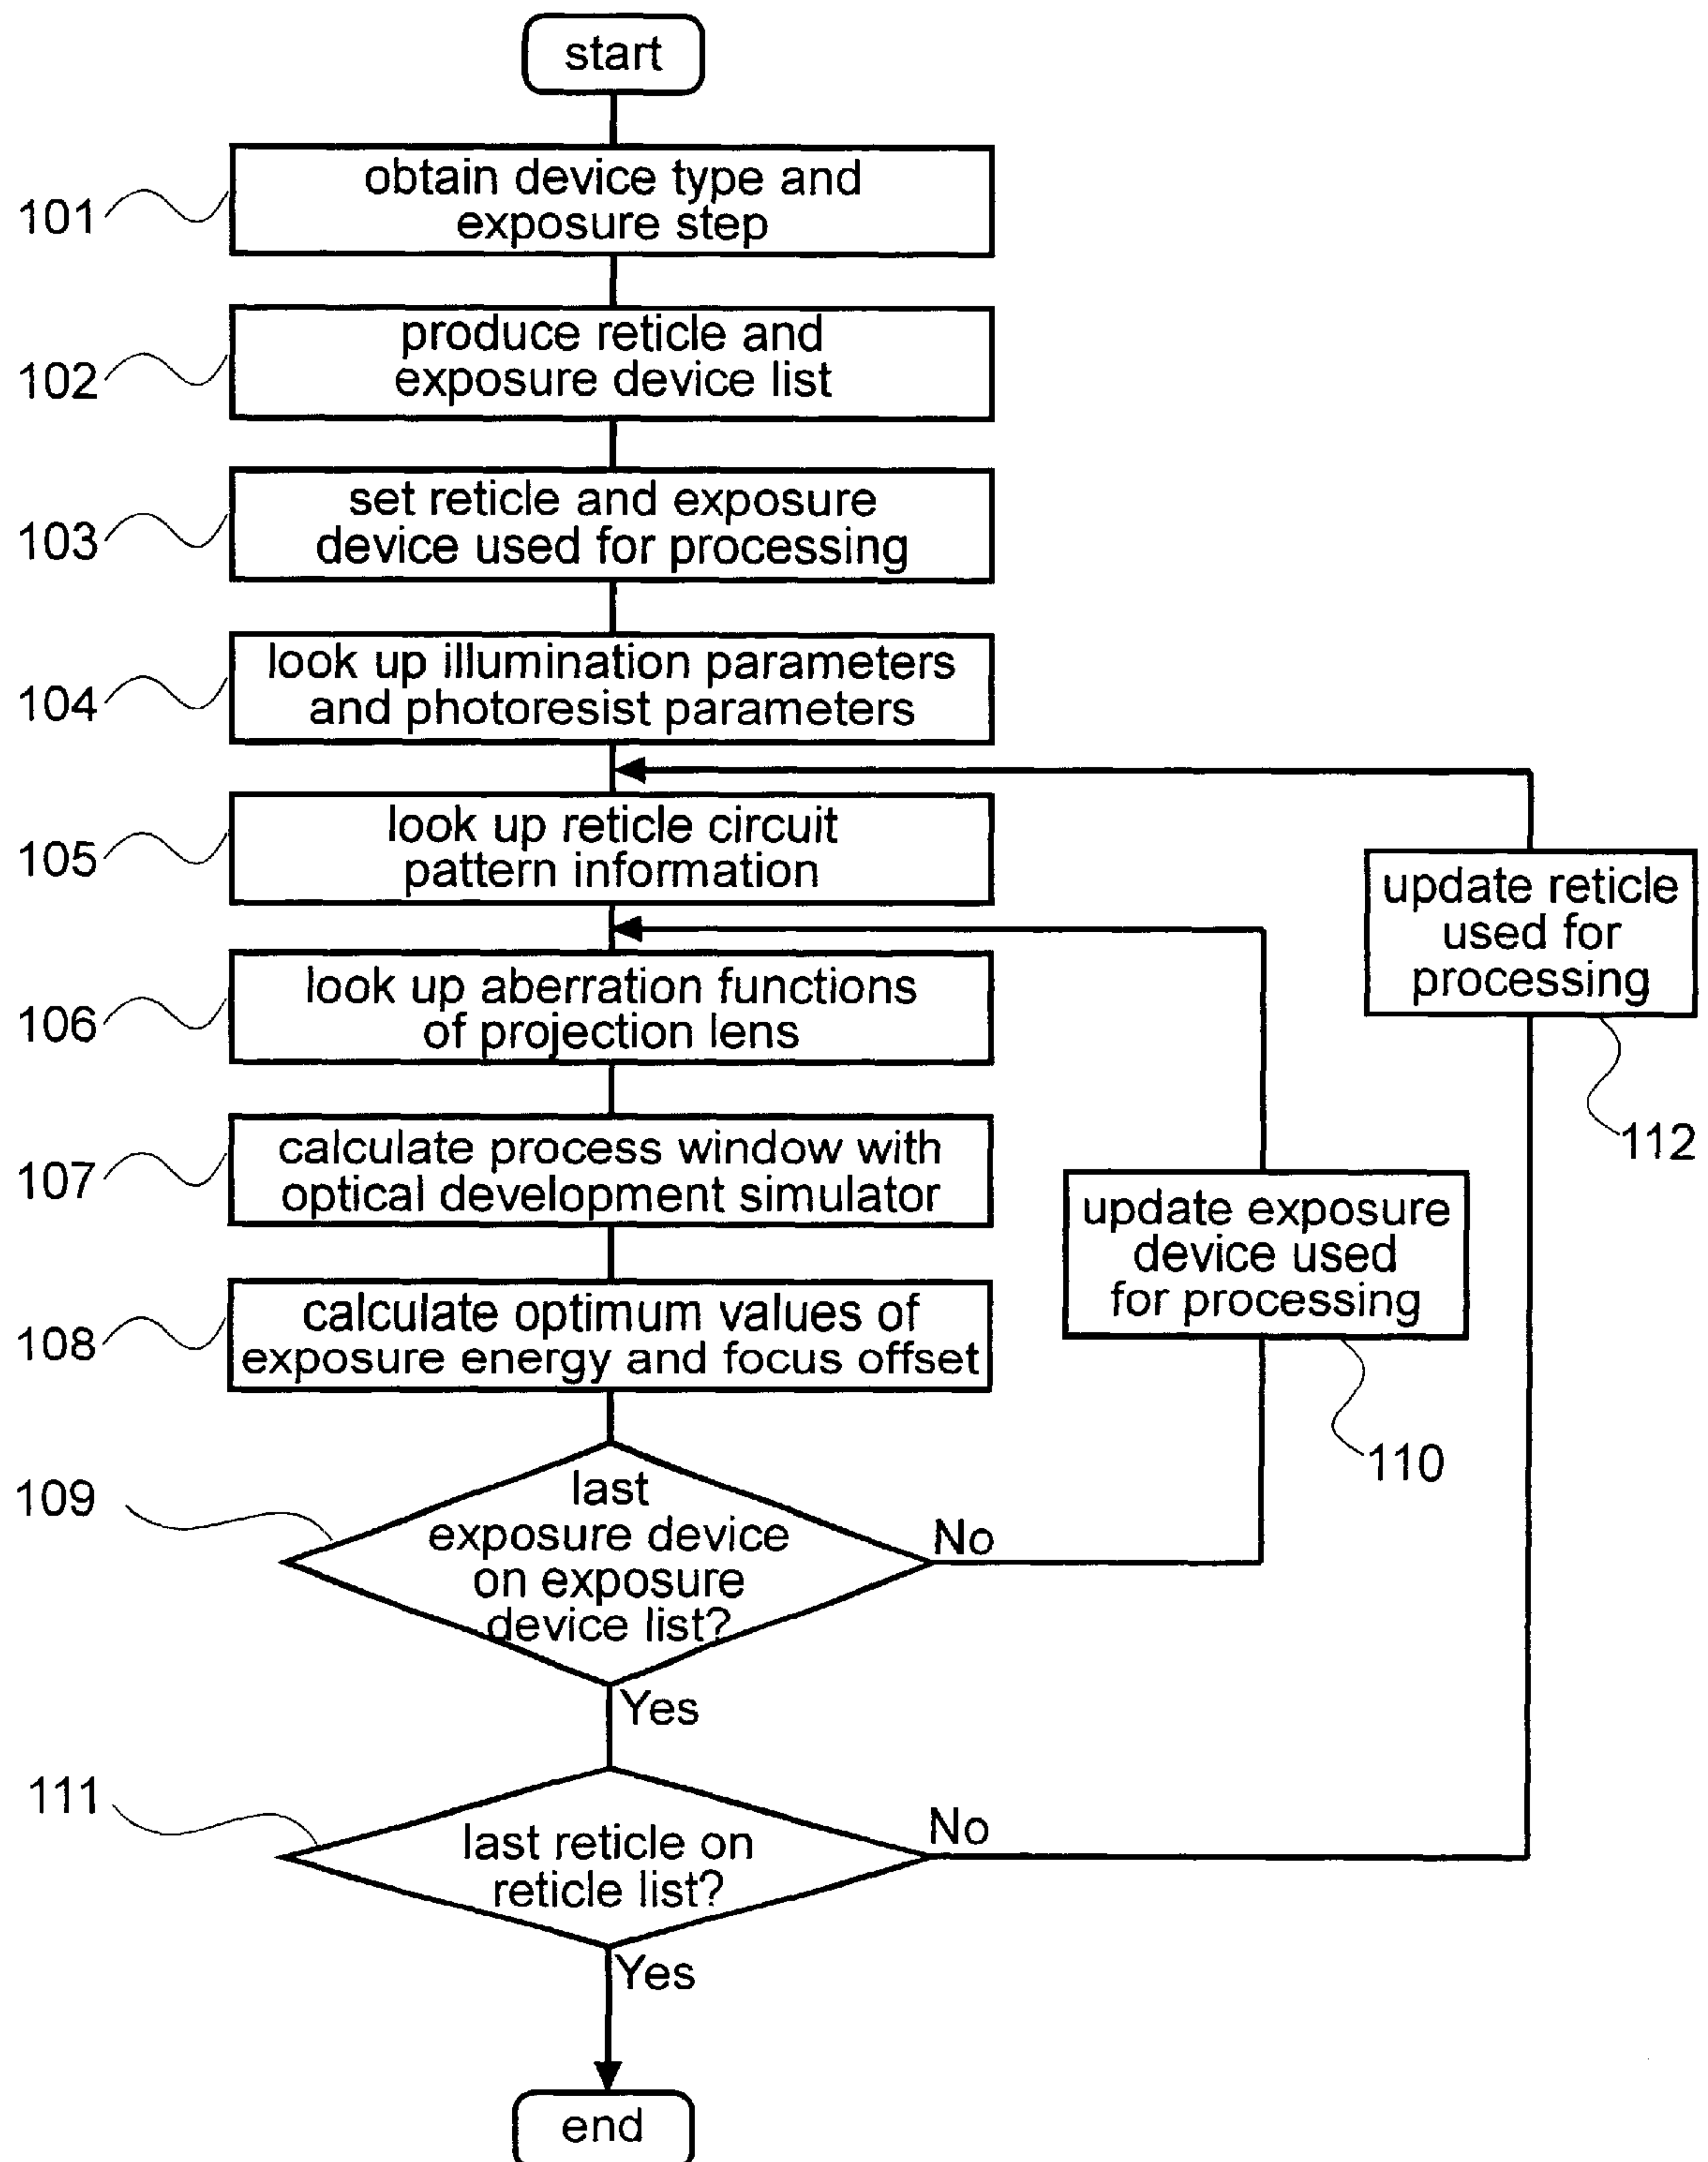 start
101
obtain device type and
exposure step
102
produce reticle and
exposure device list
103
set reticle and exposure
device used for processing
104
look up illumination parameters
and photoresist parameters
105
look up reticle circuit
pattern information
update reticle
used for
processing
112
106
look up aberration functions
of projection lens
107
calculate process window with
optical development simulator
update exposure
device used
for processing
110
108
calculate optimum values of
exposure energy and focus offset
109
last
exposure device
on exposure
device list?
No
Yes
111
last reticle on
reticle list?
No
Yes
end